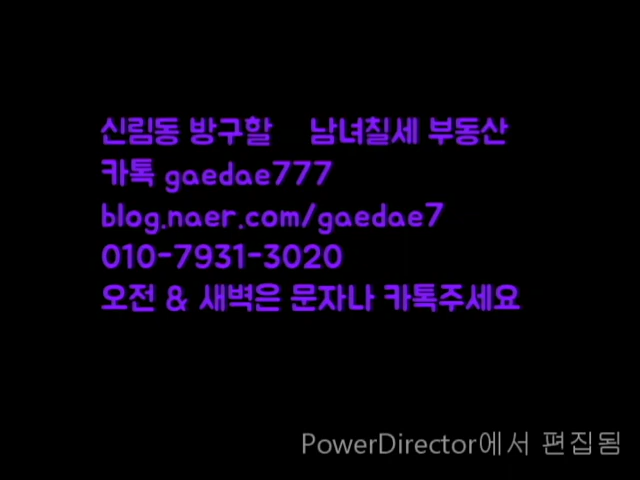 신림동 방구할 남녀칠세 부동산
카톡 gaedae777
blog.naer.com/gaedae7
010-7931-3020
오전 & 새벽은 문자나 카톡주세요
PowerDirector에서 편집됨